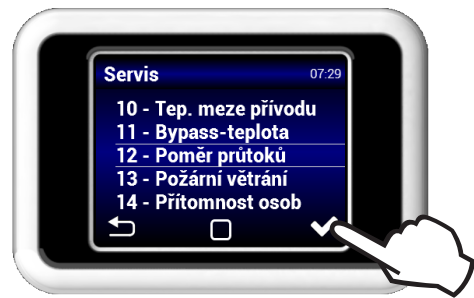 Servis 07:29
10 - Tep. meze přívodu
11 - Bypass-teplota
12 - Poměr průtoků
13 - Požární větrání
14 - Přítomnost osob